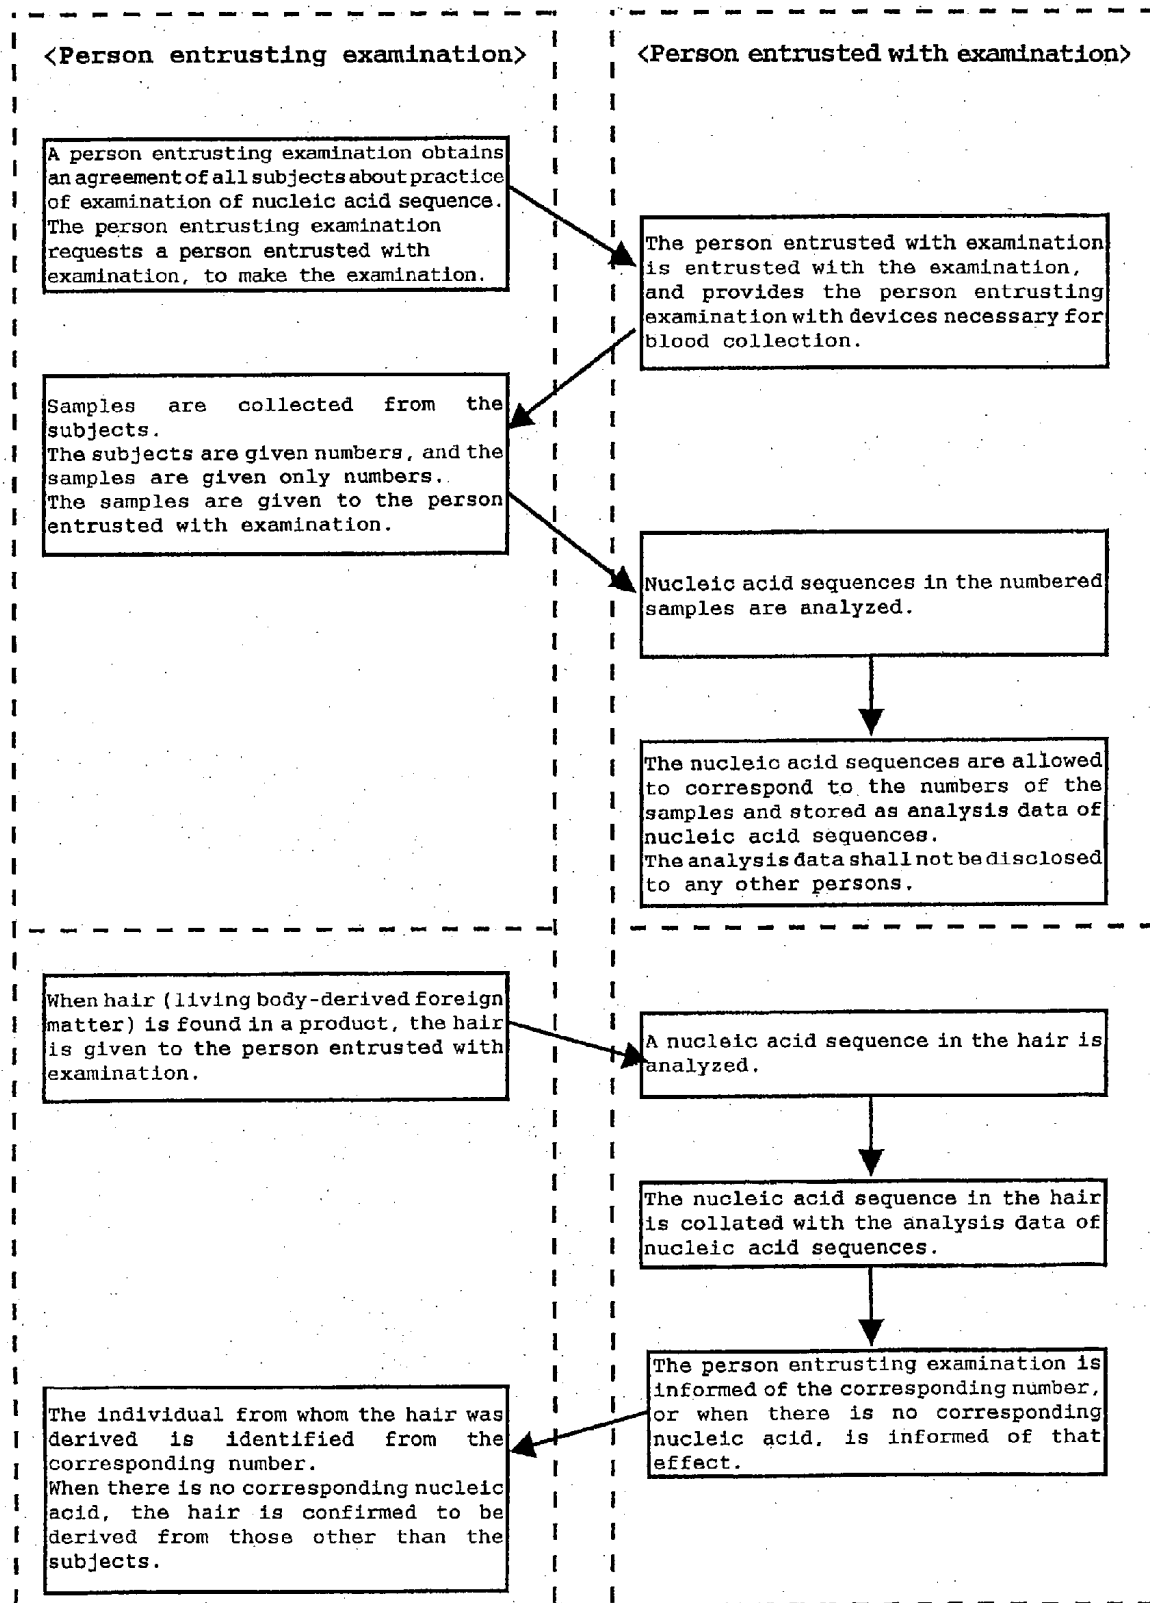 <Person entrusting examination>
<Person entrusted with examination>
A person entrusting examination obtains
an agreement of all subjects about practice
of examination of nucleic acid sequence.
The person entrusting examination
requests a person entrusted with
examination, to make the examination.
The person entrusted with examination
is entrusted with the examination,
and provides the person entrusting
examination with devices necessary for
blood collection.
Samples are collected from the
subjects.
The subjects are given numbers, and the
samples are given only numbers.
The samples are given to the person
entrusted with examination.
Nucleic acid sequences in the numbered
samples are analyzed.
The nucleic acid sequences are allowed
to correspond to the numbers of the
samples and stored as analysis data of
nucleic acid sequences.
The analysis data shall not be disclosed
to any other persons.
When hair (living body-derived foreign
matter) is found in a product, the hair
is given to the person entrusted with
examination.
A nucleic acid sequence in the hair is
analyzed.
The nucleic acid sequence in the hair
is collated with the analysis data of
nucleic acid sequences.
The person entrusting examination is
informed of the corresponding number,
or when there is no corresponding
nucleic acid, is informed of that
effect.
The individual from whom the hair was
derived is identified from the
corresponding number.
When there is no corresponding nucleic
acid, the hair is confirmed to be
derived from those other than the
subjects.